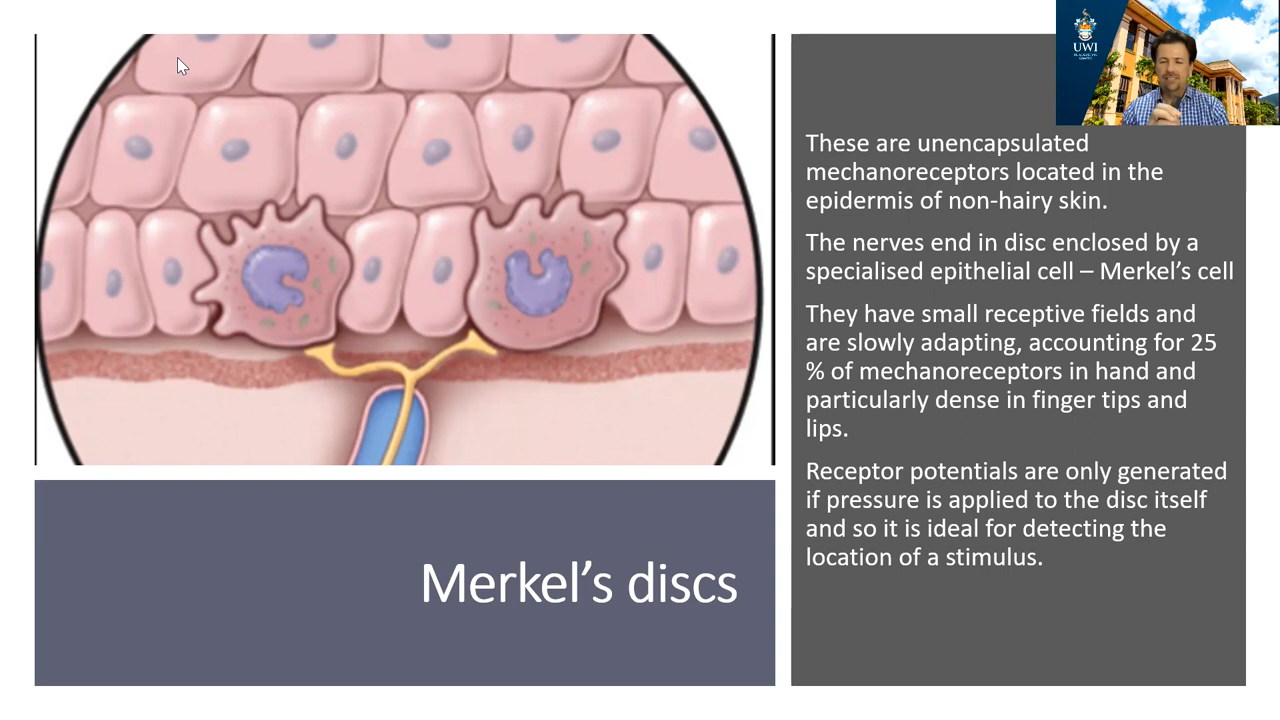 UWI
These are unencapsulated
mechanoreceptors located in the
epidermis of non-hairy skin.
The nerves end in disc enclosed by a
specialised epithelial cell – Merkel’s cell
They have small receptive fields and
are slowly adapting, accounting for 25
% of mechanoreceptors in hand and
particularly dense in finger tips and
lips.
Receptor potentials are only generated
if pressure is applied to the disc itself
and so it is ideal for detecting the
location of a stimulus.
Merkel’s discs